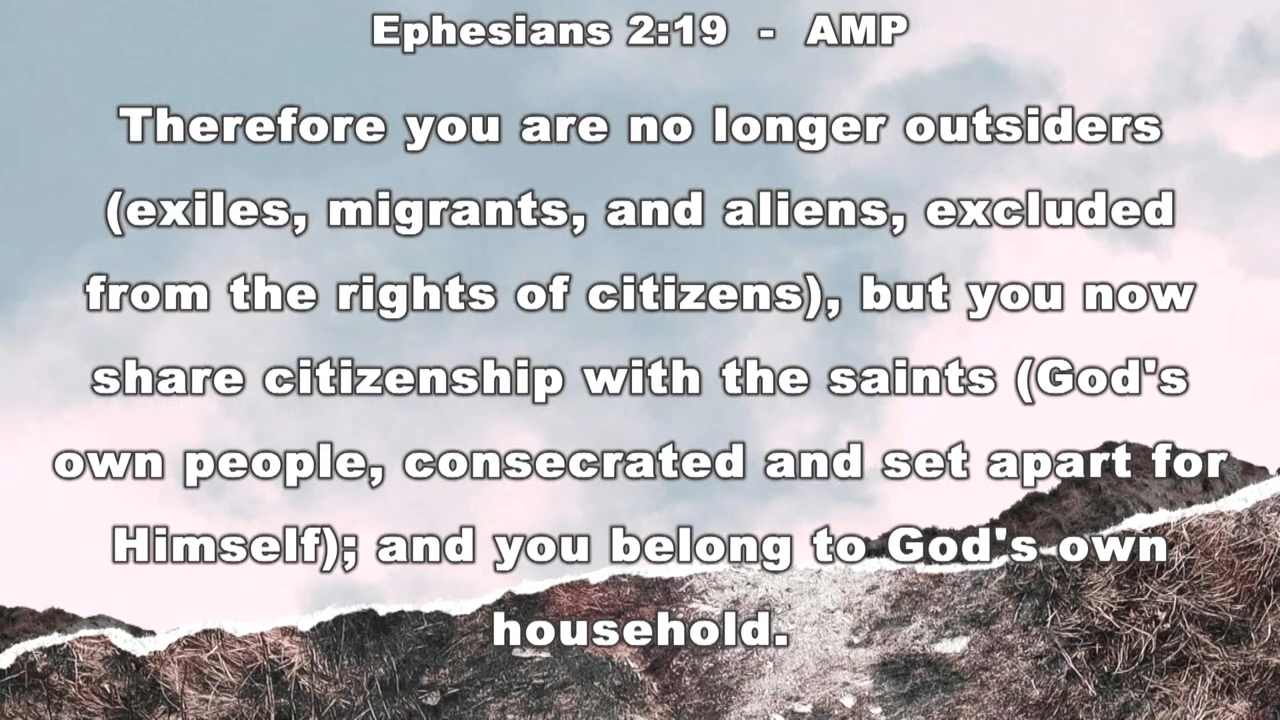 Ephesians 2:19 - AMP
Therefore you are no longer outsiders
(exiles, migrants, and aliens, excluded
from the rights of citizens), but you now
share citizenship with the saints (God's
own people, consecrated and set apart for
Himself); and you belong to God's own
household.